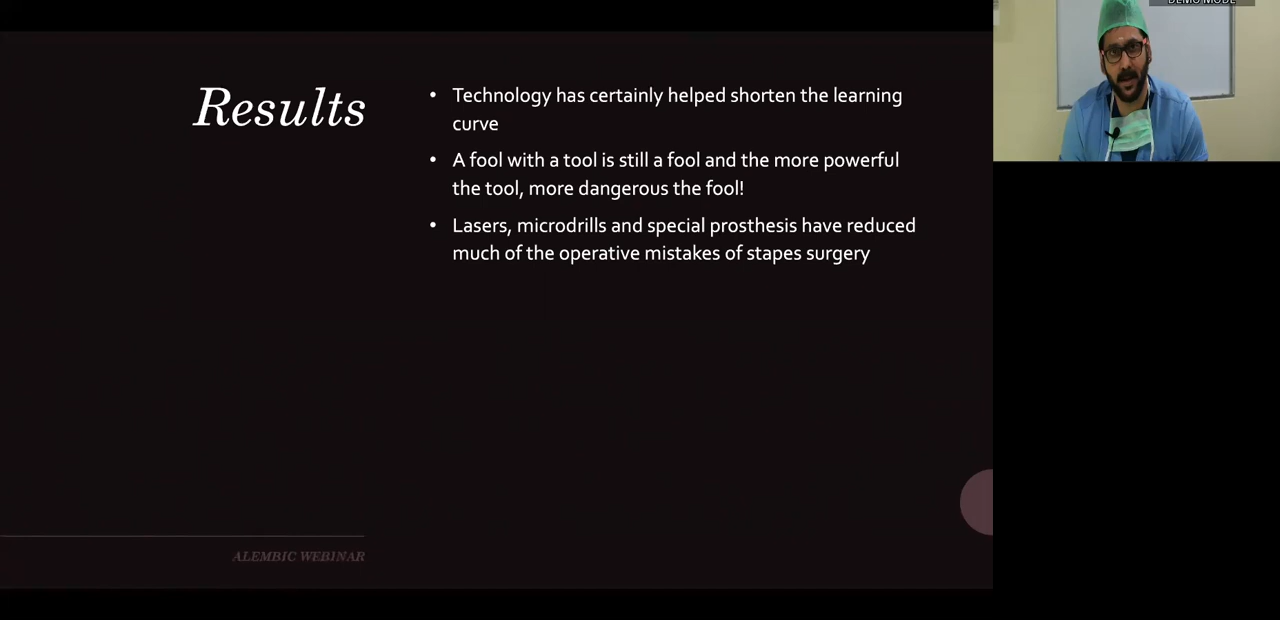 DEMO MODE
Results
• Technology has certainly helped shorten the learning
curve
• A fool with a tool is still a fool and the more powerful
the tool, more dangerous the fool!
• Lasers, microdrills and special prosthesis have reduced
much of the operative mistakes of stapes surgery
ALEMBIC WEBINAR